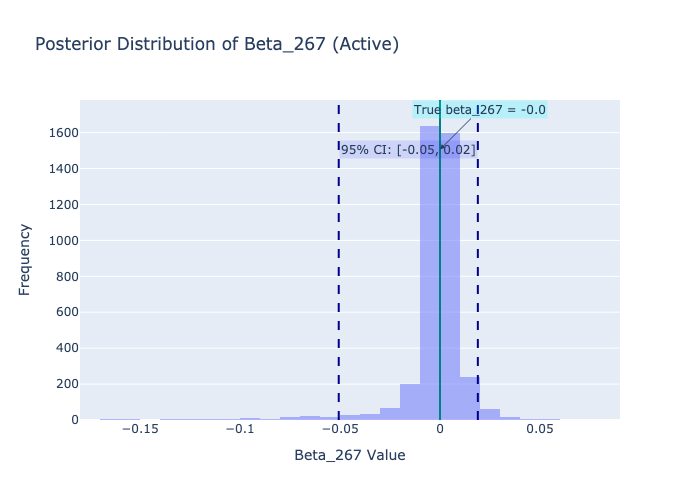 Posterior Distribution of Beta_267 (Active)
True beta_267 = -0.0
95% CI: [-0.05, 0.02]
1600
1400
1200
1000
800
600
400
200
0
Frequency
−0.15
−0.1
−0.05
0
0.05
Beta_267 Value